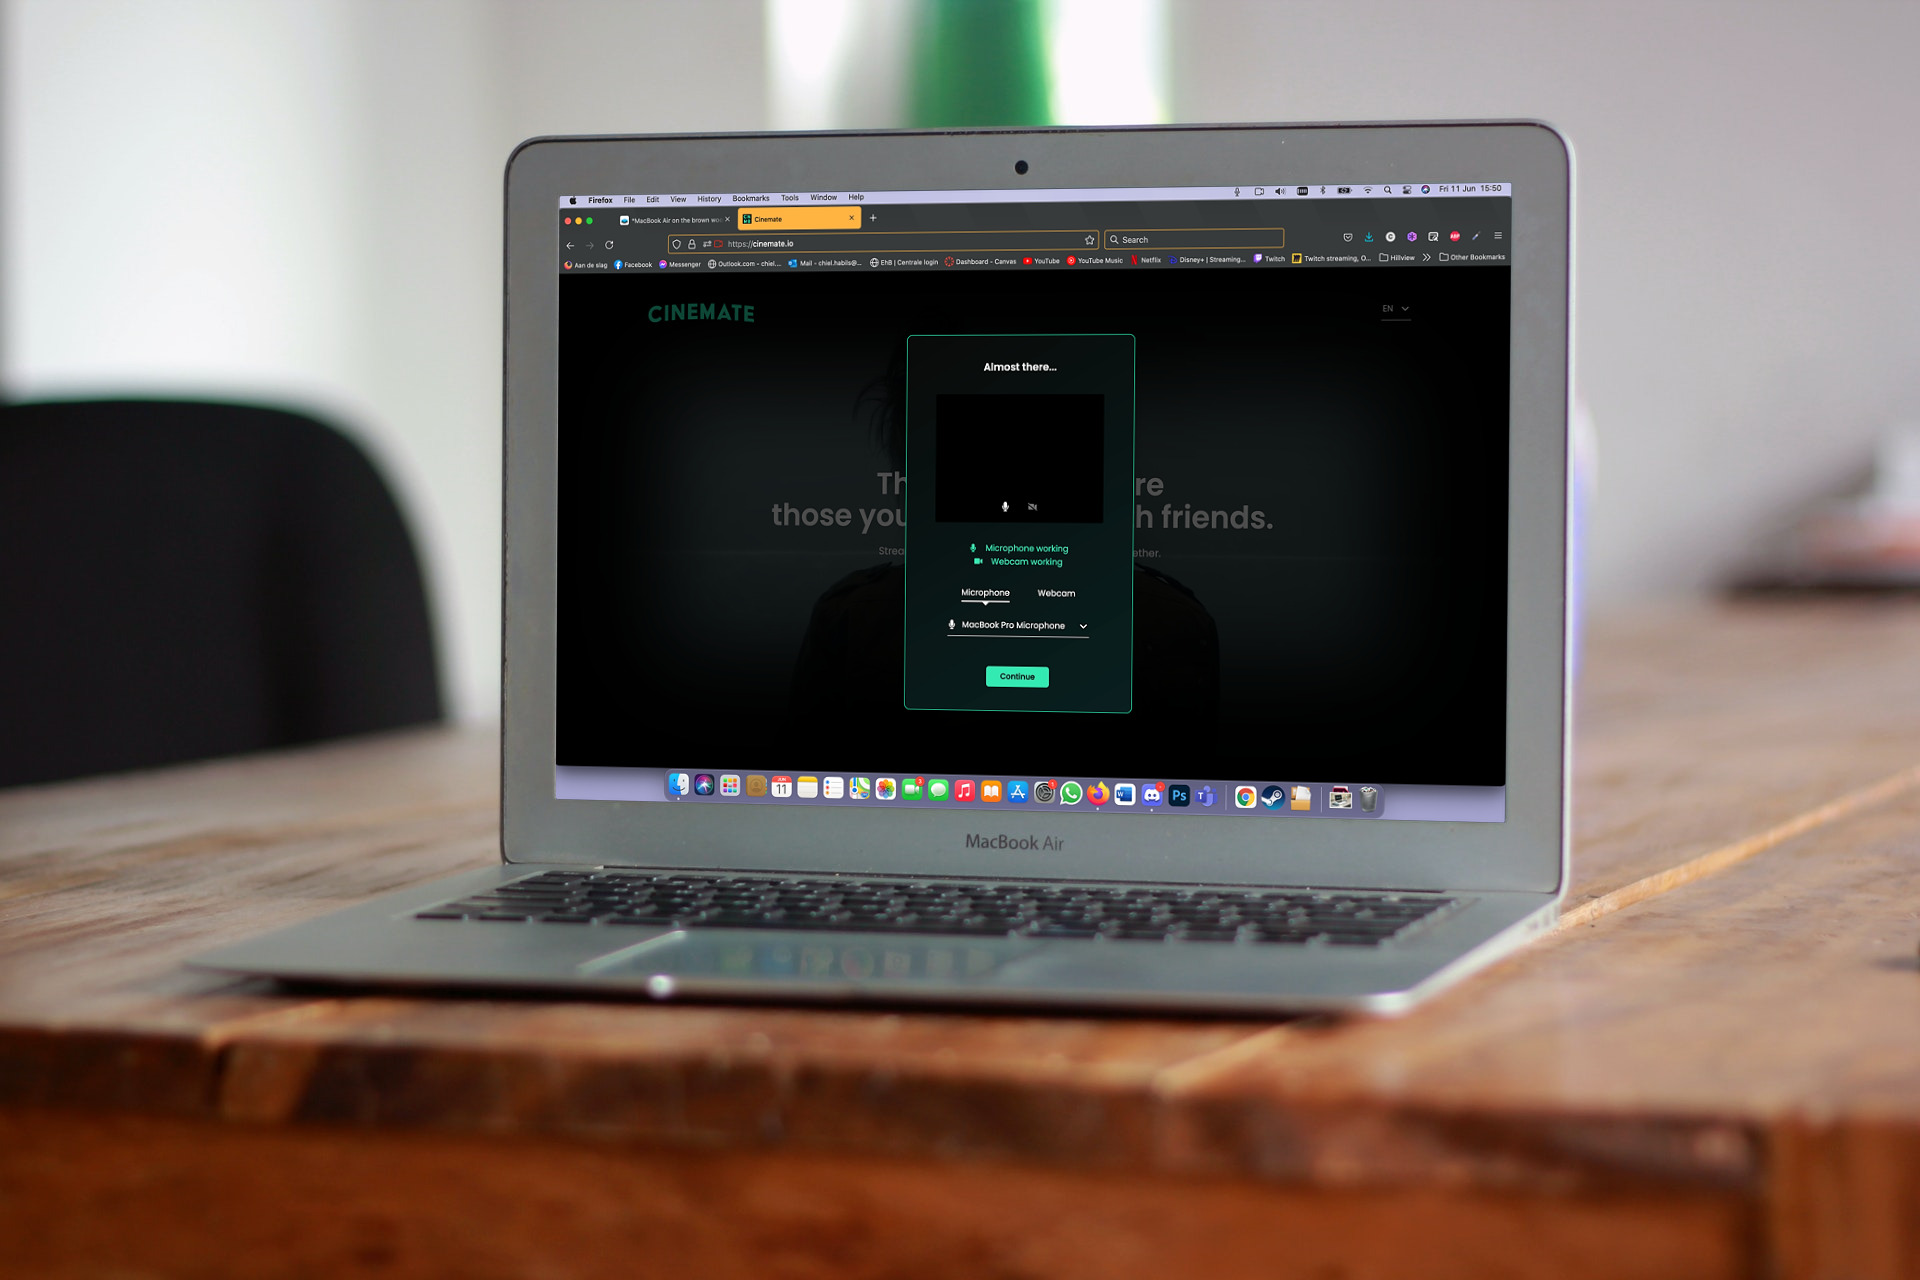 Firefox File Edit View History Bookmarks Tools Window Help Fri 11 Jun 15:50
*MacBook Air on the brown woo Cinemate
https://cinemate.io Search
Aan de slag Facebook Messenger Outlook.com - chiel.... Mail - chiel.habils@... EhB | Centrale login Dashboard - Canvas YouTube YouTube Music Netflix Disney+ | Streaming... Twitch Twitch streaming, O... Hillview Other Bookmarks
CINEMATE EN
Almost there...
Th re
those you h friends.
Strea ether.
Microphone working
Webcam working
Microphone Webcam
MacBook Pro Microphone
Continue
JUN
11
Ps
MacBook Air